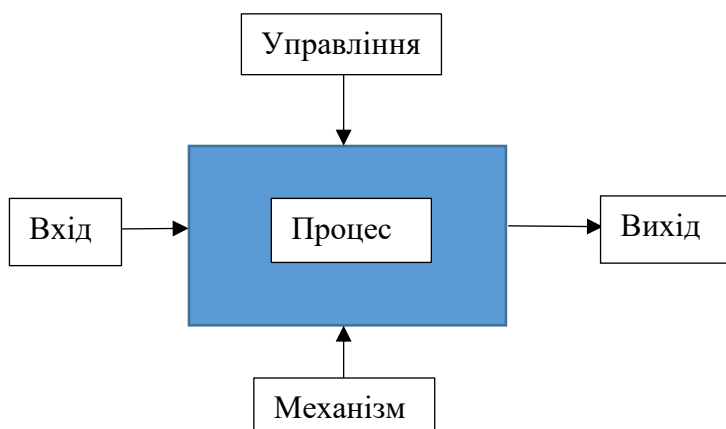 Управління
Вхід
Процес
Вихід
Механізм